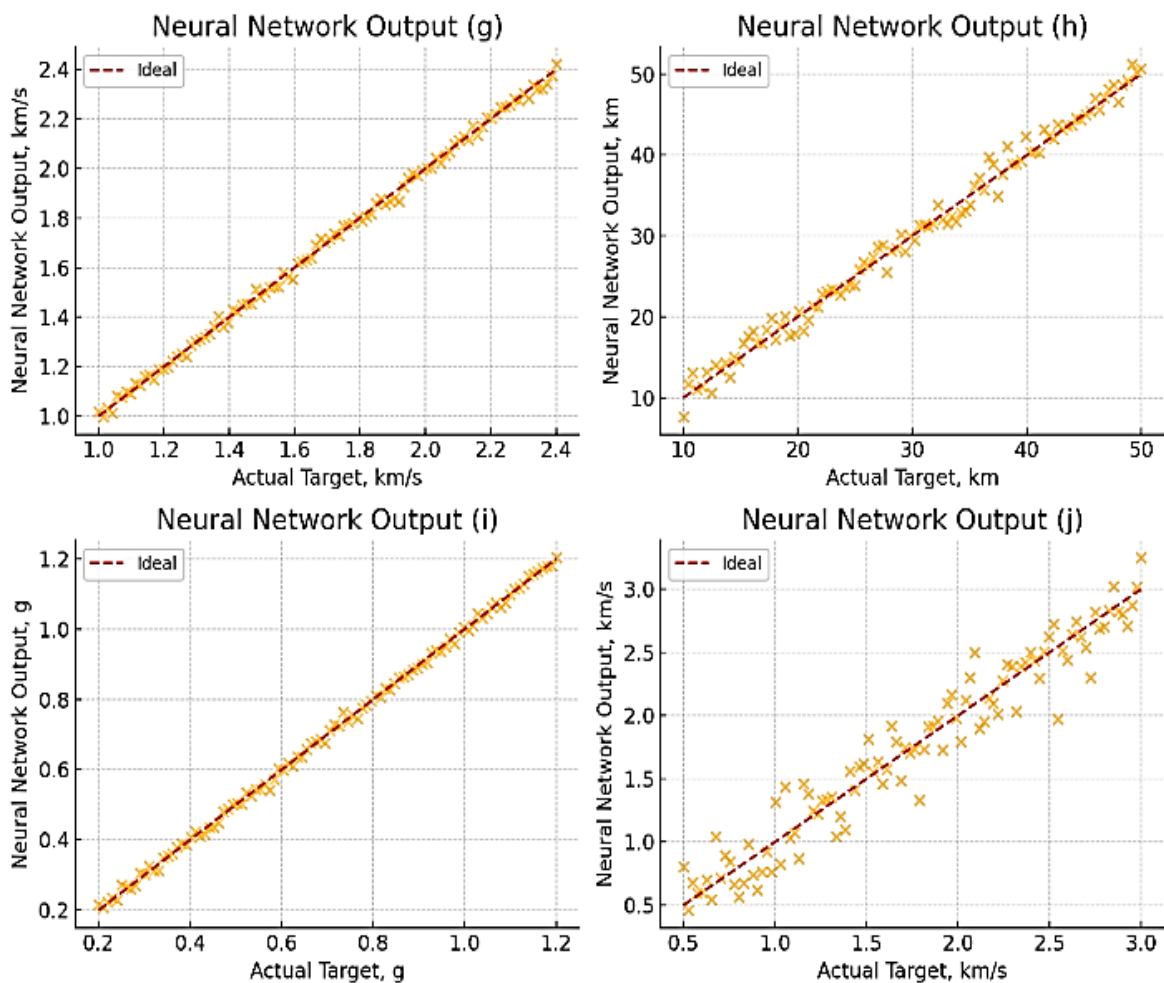 Neural Network Output (g)
Ideal
Neural Network Output, km/s
2.4
2.2
2.0
1.8
1.6
1.4
1.2
1.0
1.0 1.2 1.4 1.6 1.8 2.0 2.2 2.4
Actual Target, km/s
Neural Network Output (h)
Ideal
Neural Network Output, km
50
40
30
20
10
10 20 30 40 50
Actual Target, km
Neural Network Output (i)
Ideal
Neural Network Output, g
1.2
1.0
0.8
0.6
0.4
0.2
0.2 0.4 0.6 0.8 1.0 1.2
Actual Target, g
Neural Network Output (j)
Ideal
Neural Network Output, km/s
3.0
2.5
2.0
1.5
1.0
0.5
0.5 1.0 1.5 2.0 2.5 3.0
Actual Target, km/s